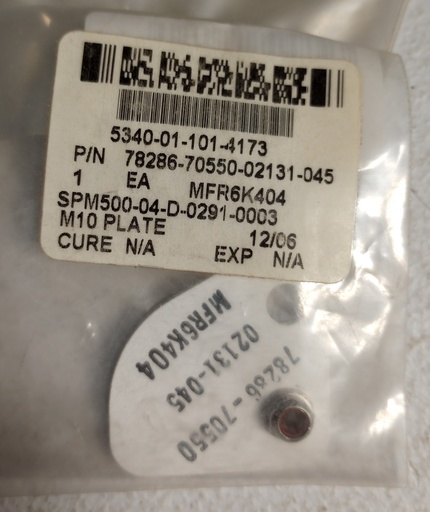 5340-01-101-4173
P/N 78286-70550-02131-045
1 EA MFR6K404
SPM500-04-D-0291-0003
M10 PLATE 12/06
CURE N/A EXP N/A
MFR6K404
02131-045
78286-70550